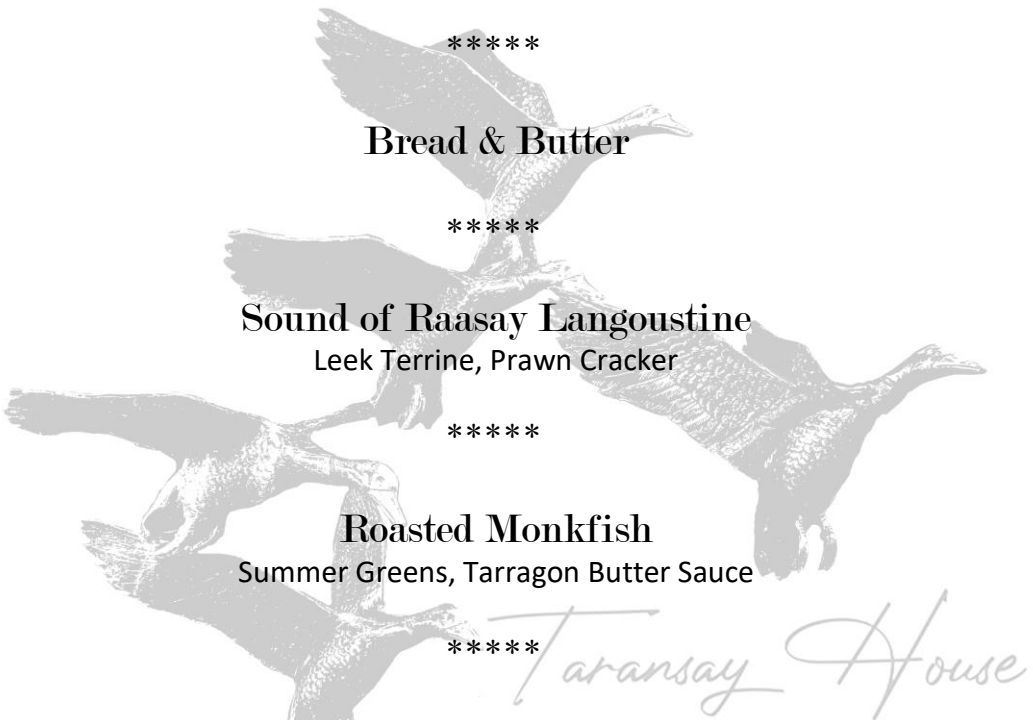 *****
Bread & Butter
*****
Sound of Raasay Langoustine
Leek Terrine, Prawn Cracker
*****
Roasted Monkfish
Summer Greens, Tarragon Butter Sauce
*****
Taransay House